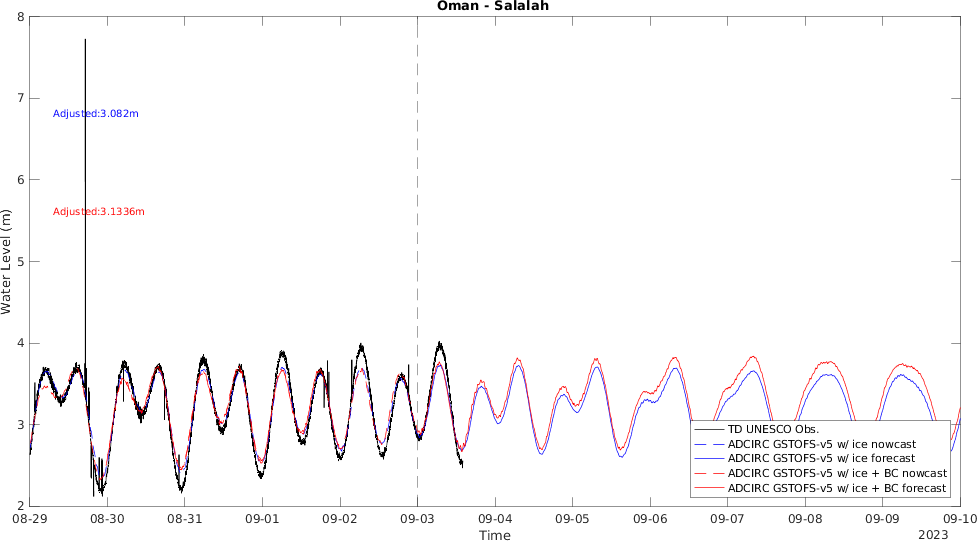 Oman - Salalah
8
7
6
5
4
3
2
Water Level (m)
Adjusted:3.082m
Adjusted:3.1336m
TD UNESCO Obs.
ADCIRC GSTOFS-v5 w/ ice nowcast
ADCIRC GSTOFS-v5 w/ ice forecast
ADCIRC GSTOFS-v5 w/ ice + BC nowcast
ADCIRC GSTOFS-v5 w/ ice + BC forecast
08-29 08-30 08-31 09-01 09-02 09-03 09-04 09-05 09-06 09-07 09-08 09-09 09-10
Time
2023